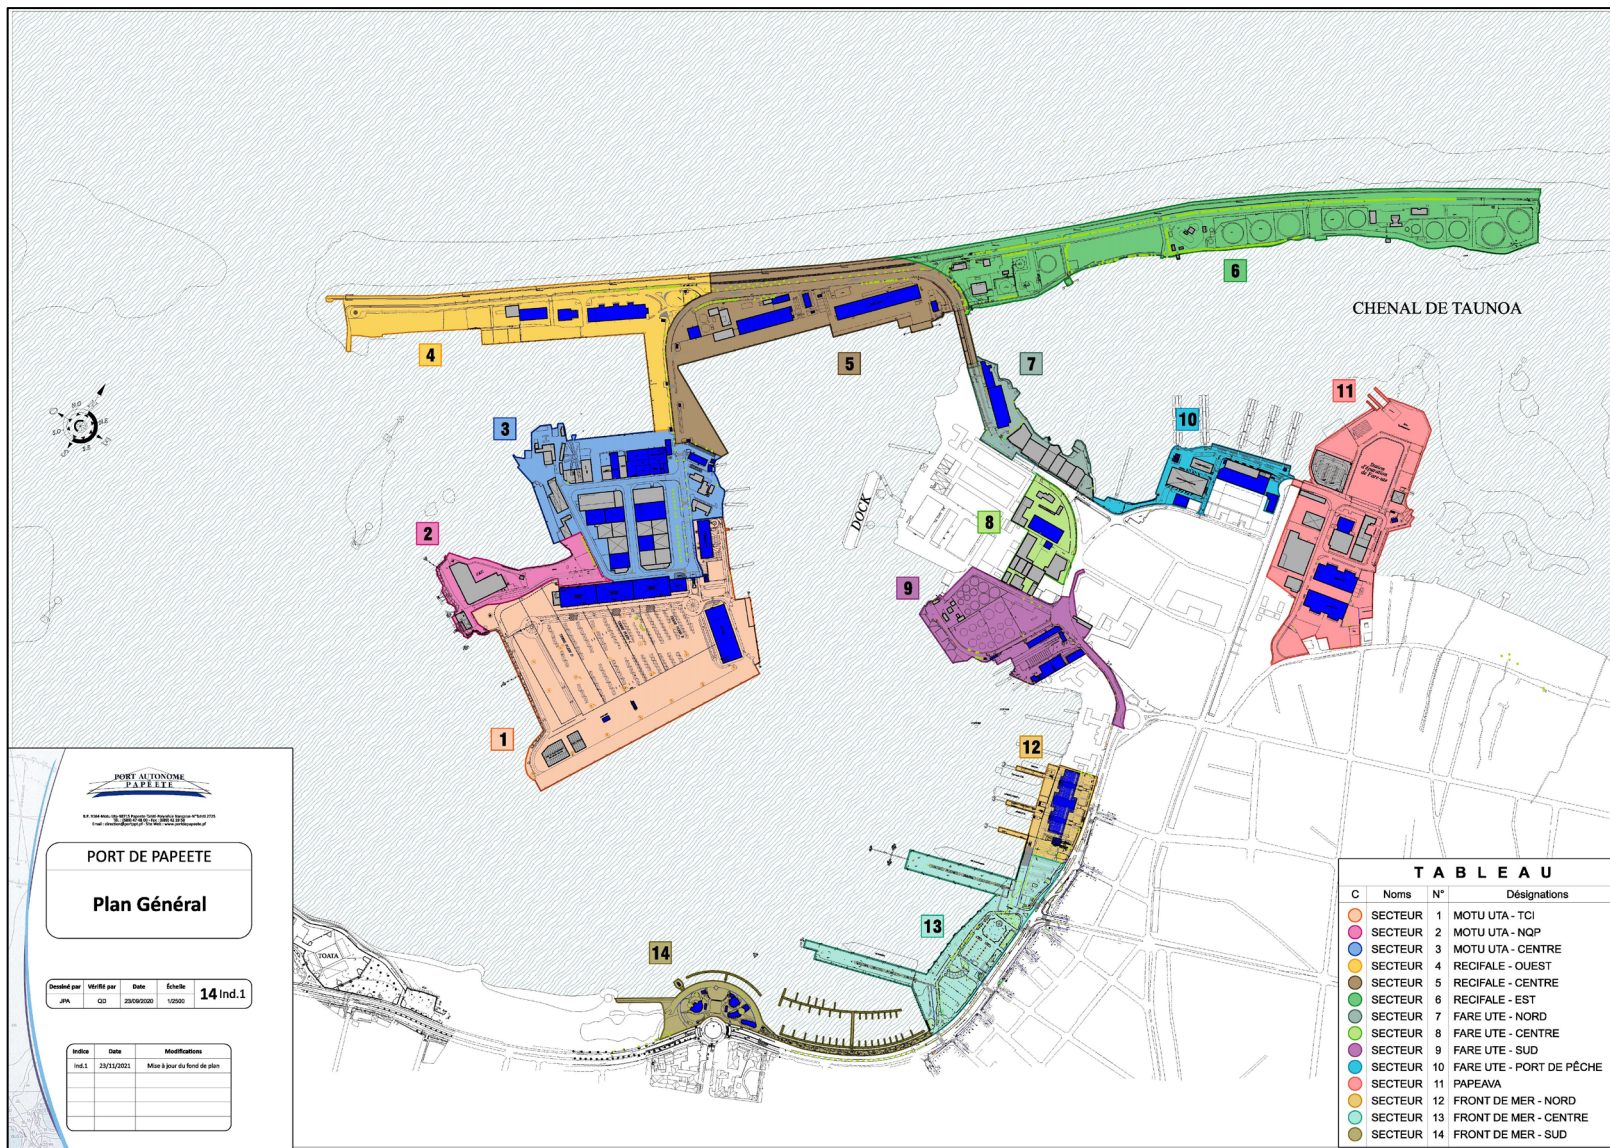 CHENAL DE TAUNOA
6
4
5
7
11
10
3
DOCK
8
2
9
1
12
13
14
TOATA
Station
d'épuration
de Fare-ute
N.O
N
N.E
O
E
S.O
S
S.E
PORT AUTONOME
PAPEETE
PORT DE PAPEETE
Plan Général
Dessiné par Vérifié par Date Échelle 14 Ind.1
JPA 23/09/2020 1/2500
Indice Date Modifications
Ind.1 23/11/2021 Mise à jour du fond de plan
TABLEAU
C Noms N° Désignations
SECTEUR 1 MOTU UTA - TCI
SECTEUR 2 MOTU UTA - NQP
SECTEUR 3 MOTU UTA - CENTRE
SECTEUR 4 RECIFALE - OUEST
SECTEUR 5 RECIFALE - CENTRE
SECTEUR 6 RECIFALE - EST
SECTEUR 7 FARE UTE - NORD
SECTEUR 8 FARE UTE - CENTRE
SECTEUR 9 FARE UTE - SUD
SECTEUR 10 FARE UTE - PORT DE PÊCHE
SECTEUR 11 PAPEAVA
SECTEUR 12 FRONT DE MER - NORD
SECTEUR 13 FRONT DE MER - CENTRE
SECTEUR 14 FRONT DE MER - SUD